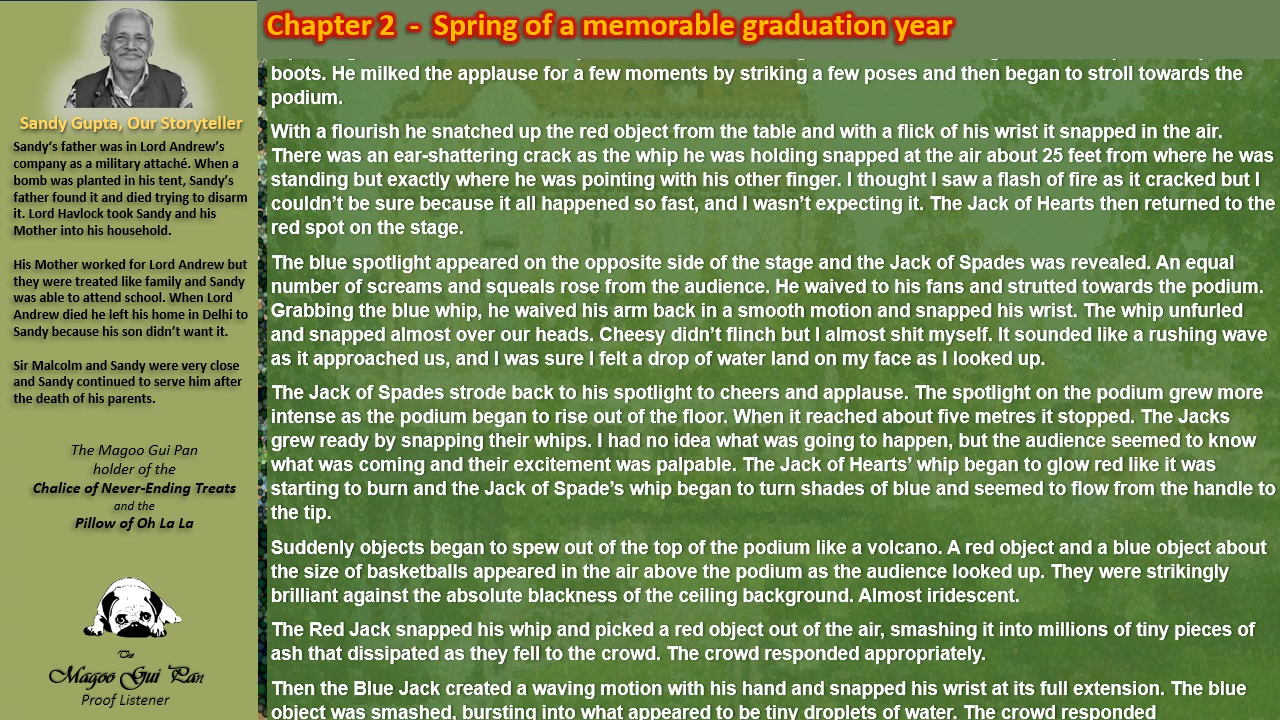 Chapter 2 - Spring of a memorable graduation year
Sandy Gupta, Our Storyteller
Sandy's father was in Lord Andrew's
company as a military attaché. When a
bomb was planted in his tent, Sandy's
father found it and died trying to disarm
it. Lord Havlock took Sandy and his
Mother into his household.
His Mother worked for Lord Andrew but
they were treated like family and Sandy
was able to attend school. When Lord
Andrew died he left his home in Delhi to
Sandy because his son didn't want it.
Sir Malcolm and Sandy were very close
and Sandy continued to serve him after
the death of his parents.
The Magoo Gui Pan
holder of the
Chalice of Never-Ending Treats
and the
Pillow of Oh La La
The
Magoo Gui Pan
Proof Listener
boots. He milked the applause for a few moments by striking a few poses and then began to stroll towards the
podium.
With a flourish he snatched up the red object from the table and with a flick of his wrist it snapped in the air.
There was an ear-shattering crack as the whip he was holding snapped at the air about 25 feet from where he was
standing but exactly where he was pointing with his other finger. I thought I saw a flash of fire as it cracked but I
couldn't be sure because it all happened so fast, and I wasn't expecting it. The Jack of Hearts then returned to the
red spot on the stage.
The blue spotlight appeared on the opposite side of the stage and the Jack of Spades was revealed. An equal
number of screams and squeals rose from the audience. He waived to his fans and strutted towards the podium.
Grabbing the blue whip, he waived his arm back in a smooth motion and snapped his wrist. The whip unfurled
and snapped almost over our heads. Cheesy didn't flinch but I almost shit myself. It sounded like a rushing wave
as it approached us, and I was sure I felt a drop of water land on my face as I looked up.
The Jack of Spades strode back to his spotlight to cheers and applause. The spotlight on the podium grew more
intense as the podium began to rise out of the floor. When it reached about five metres it stopped. The Jacks
grew ready by snapping their whips. I had no idea what was going to happen, but the audience seemed to know
what was coming and their excitement was palpable. The Jack of Hearts' whip began to glow red like it was
starting to burn and the Jack of Spade's whip began to turn shades of blue and seemed to flow from the handle to
the tip.
Suddenly objects began to spew out of the top of the podium like a volcano. A red object and a blue object about
the size of basketballs appeared in the air above the podium as the audience looked up. They were strikingly
brilliant against the absolute blackness of the ceiling background. Almost iridescent.
The Red Jack snapped his whip and picked a red object out of the air, smashing it into millions of tiny pieces of
ash that dissipated as they fell to the crowd. The crowd responded appropriately.
Then the Blue Jack created a waving motion with his hand and snapped his wrist at its full extension. The blue
object was smashed, bursting into what appeared to be tiny droplets of water. The crowd responded